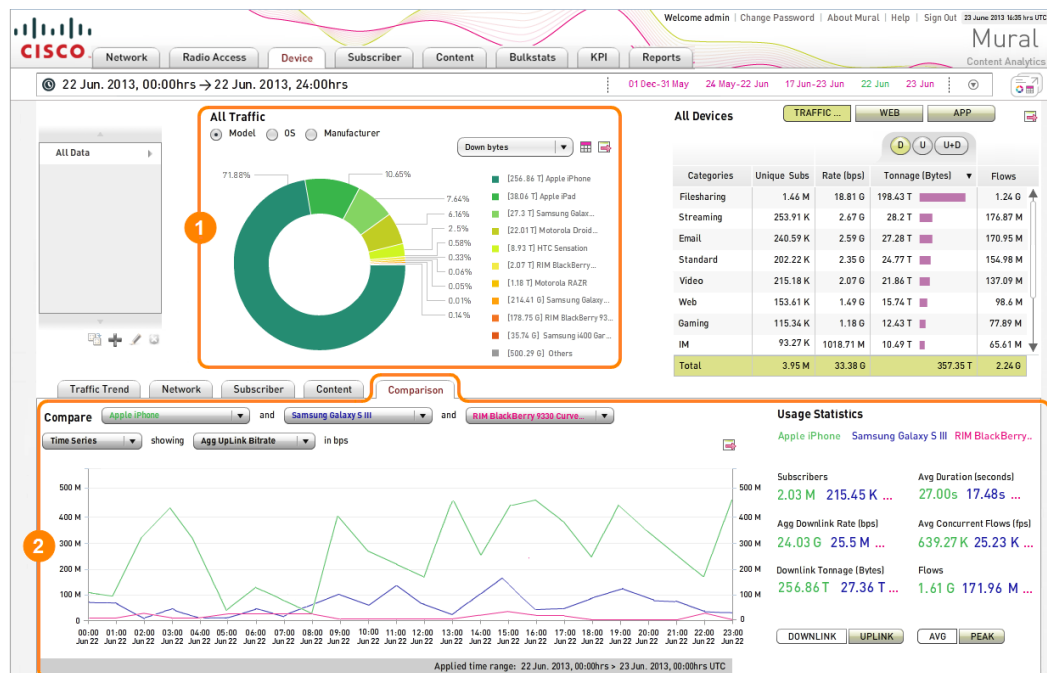 Welcome admin | Change Password | About Mural | Help | Sign Out 23 June 2013 16:35 hrs UTC
CISCO
Mural
Content Analytics
Network Radio Access Device Subscriber Content Bulkstats KPI Reports
22 Jun. 2013, 00:00hrs → 22 Jun. 2013, 24:00hrs
01 Dec-31 May 24 May-22 Jun 17 Jun-23 Jun 22 Jun 23 Jun
All Data
All Traffic
Model OS Manufacturer
Down bytes
1
71.88%
10.65%
7.64%
6.16%
2.5%
0.58%
0.33%
0.06%
0.05%
0.01%
0.14%
[256.86 T] Apple iPhone
[38.06 T] Apple iPad
[27.3 T] Samsung Galax...
[22.01 T] Motorola Droid...
[8.93 T] HTC Sensation
[2.07 T] RIM BlackBerry...
[1.18 T] Motorola RAZR
[214.41 G] Samsung Galaxy...
[178.75 G] RIM BlackBerry 93...
[35.74 G] Samsung i400 Gar...
[500.29 G] Others
All Devices TRAFFIC ... WEB APP
D U U+D
Categories Unique Subs Rate (bps) Tonnage (Bytes) Flows
Filesharing 1.46 M 18.81 G 198.43 T 1.24 G
Streaming 253.91 K 2.67 G 28.2 T 176.87 M
Email 240.59 K 2.59 G 27.28 T 170.95 M
Standard 202.22 K 2.35 G 24.77 T 154.98 M
Video 215.18 K 2.07 G 21.86 T 137.09 M
Web 153.61 K 1.49 G 15.74 T 98.6 M
Gaming 115.34 K 1.18 G 12.43 T 77.89 M
IM 93.27 K 1018.71 M 10.49 T 65.61 M
Total 3.95 M 33.38 G 357.35 T 2.24 G
Traffic Trend Network Subscriber Content Comparison
2
Compare Apple iPhone and Samsung Galaxy S III and RIM BlackBerry 9330 Curve...
Time Series showing Agg UpLink Bitrate in bps
500 M 500 M
400 M 400 M
300 M 300 M
200 M 200 M
100 M 100 M
0 0
00:00 01:00 02:00 03:00 04:00 05:00 06:00 07:00 08:00 09:00 10:00 11:00 12:00 13:00 14:00 15:00 16:00 17:00 18:00 19:00 20:00 21:00 22:00 23:00
Jun 22 Jun 22 Jun 22 Jun 22 Jun 22 Jun 22 Jun 22 Jun 22 Jun 22 Jun 22 Jun 22 Jun 22 Jun 22 Jun 22 Jun 22 Jun 22 Jun 22 Jun 22 Jun 22 Jun 22 Jun 22 Jun 22 Jun 22 Jun 22
Applied time range: 22 Jun. 2013, 00:00hrs > 23 Jun. 2013, 00:00hrs UTC
Usage Statistics
Apple iPhone Samsung Galaxy S III RIM BlackBerry..
Subscribers Avg Duration (seconds)
2.03 M 215.45 K ... 27.00s 17.48s ...
Agg Downlink Rate (bps) Avg Concurrent Flows (fps)
24.03 G 25.5 M ... 639.27 K 25.23 K ...
Downlink Tonnage (Bytes) Flows
256.86 T 27.36 T ... 1.61 G 171.96 M ...
DOWNLINK UPLINK AVG PEAK